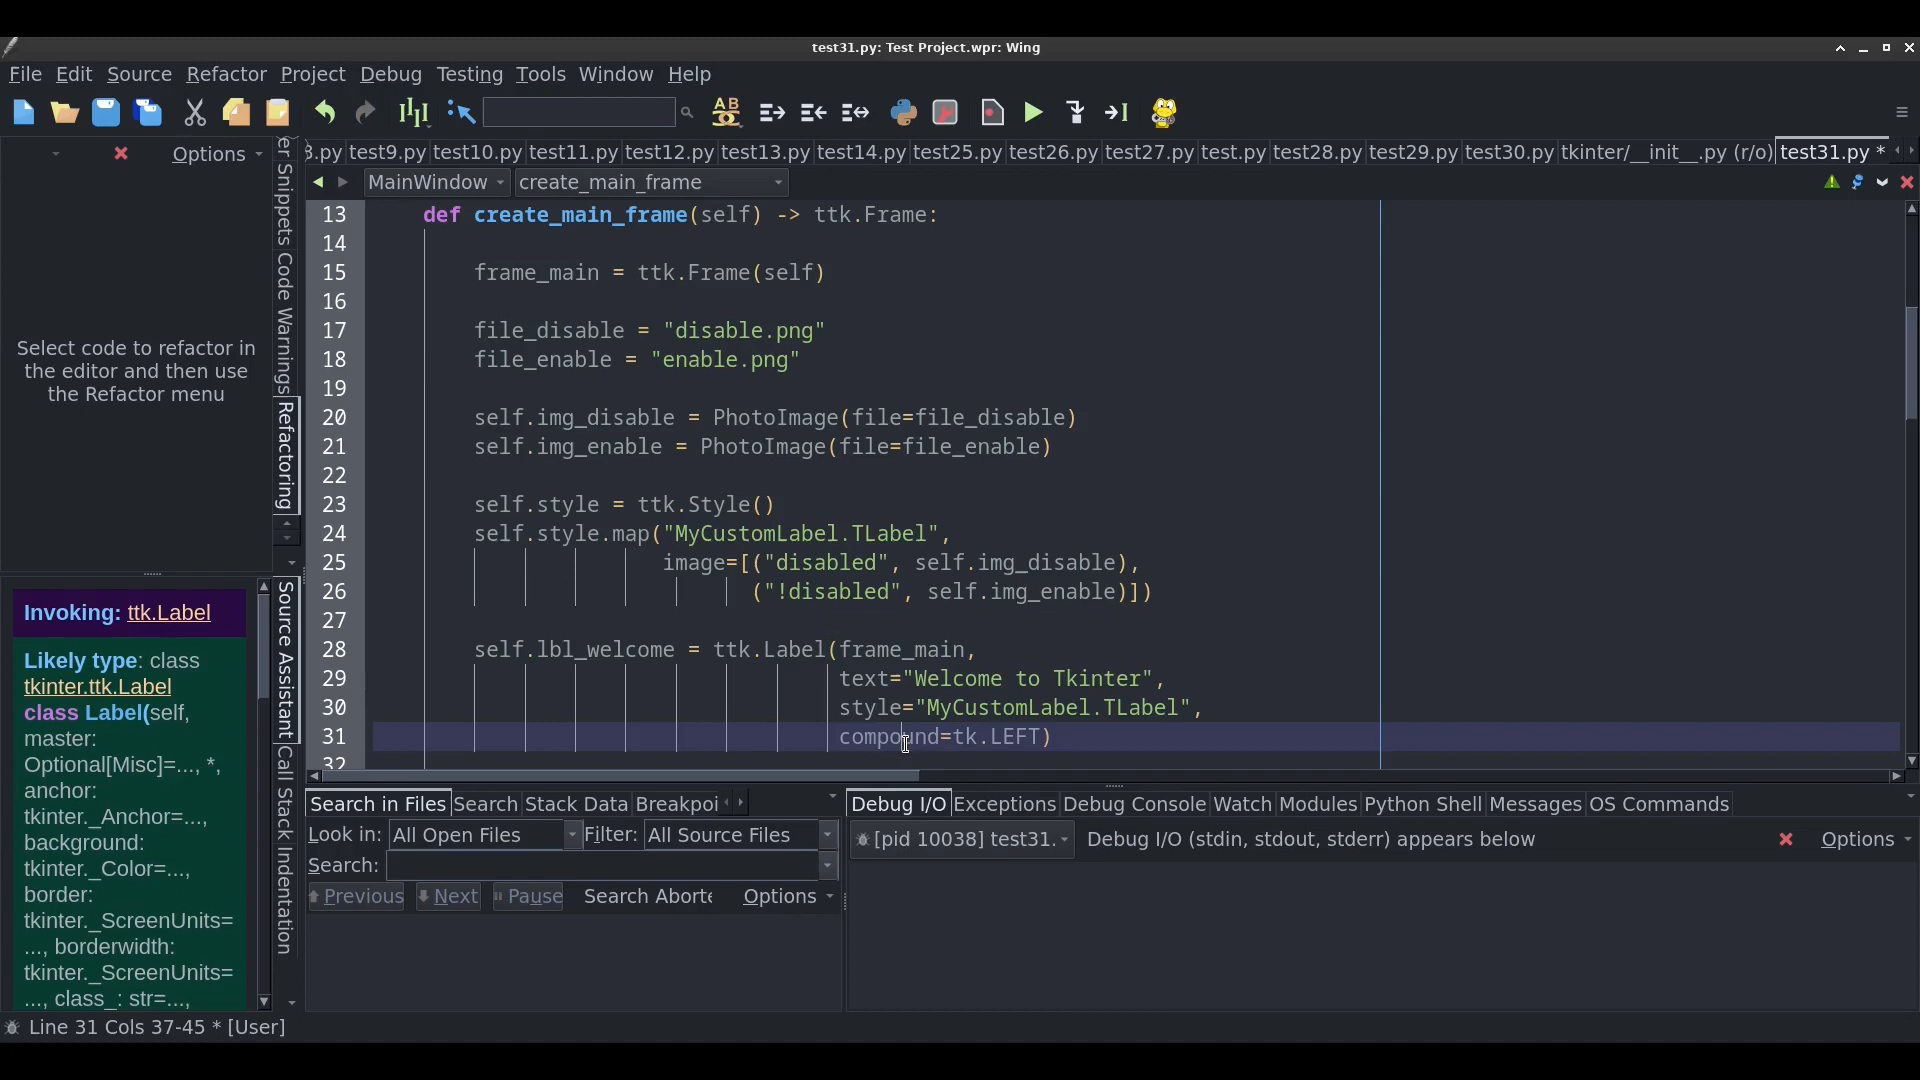 test31.py: Test Project.wpr: Wing
File Edit Source Refactor Project Debug Testing Tools Window Help
Options
3.py test9.py test10.py test11.py test12.py test13.py test14.py test25.py test26.py test27.py test.py test28.py test29.py test30.py tkinter/__init__.py (r/o) test31.py *
MainWindow create_main_frame
Select code to refactor in
the editor and then use
the Refactor menu
er Snippets
Code Warnings
Refactoring
13 def create_main_frame(self) -> ttk.Frame:
14
15 frame_main = ttk.Frame(self)
16
17 file_disable = "disable.png"
18 file_enable = "enable.png"
19
20 self.img_disable = PhotoImage(file=file_disable)
21 self.img_enable = PhotoImage(file=file_enable)
22
23 self.style = ttk.Style()
24 self.style.map("MyCustomLabel.TLabel",
25 image=[("disabled", self.img_disable),
26 ("!disabled", self.img_enable)])
27
28 self.lbl_welcome = ttk.Label(frame_main,
29 text="Welcome to Tkinter",
30 style="MyCustomLabel.TLabel",
31 compound=tk.LEFT)
32
Invoking: ttk.Label
Likely type: class
tkinter.ttk.Label
class Label(self,
master:
Optional[Misc]=..., *,
anchor:
tkinter._Anchor=...,
background:
tkinter._Color=...,
border:
tkinter._ScreenUnits=
..., borderwidth:
tkinter._ScreenUnits=
..., class_: str=...,
Source Assistant
Call Stack
Indentation
Search in Files Search Stack Data Breakpoi
Look in: All Open Files Filter: All Source Files
Search:
Previous Next Pause Search Aborte Options
Debug I/O Exceptions Debug Console Watch Modules Python Shell Messages OS Commands
[pid 10038] test31. Debug I/O (stdin, stdout, stderr) appears below Options
Line 31 Cols 37-45 * [User]